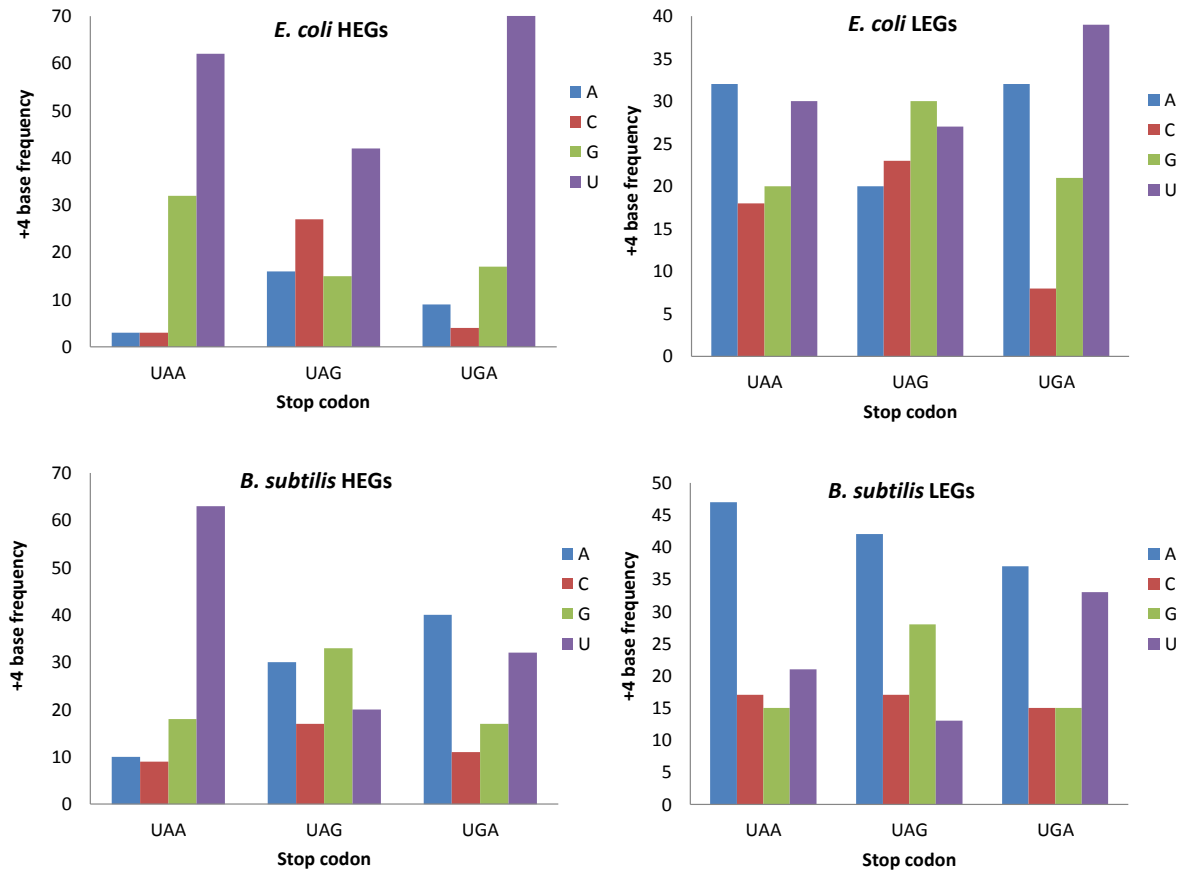 E. coli HEGs
+4 base frequency
70
60
50
40
30
20
10
0
UAA UAG UGA
Stop codon
A
C
G
U
E. coli LEGs
+4 base frequency
40
35
30
25
20
15
10
5
0
UAA UAG UGA
Stop codon
A
C
G
U
B. subtilis HEGs
+4 base frequency
70
60
50
40
30
20
10
0
UAA UAG UGA
Stop codon
A
C
G
U
B. subtilis LEGs
+4 base frequency
50
45
40
35
30
25
20
15
10
5
0
UAA UAG UGA
Stop codon
A
C
G
U